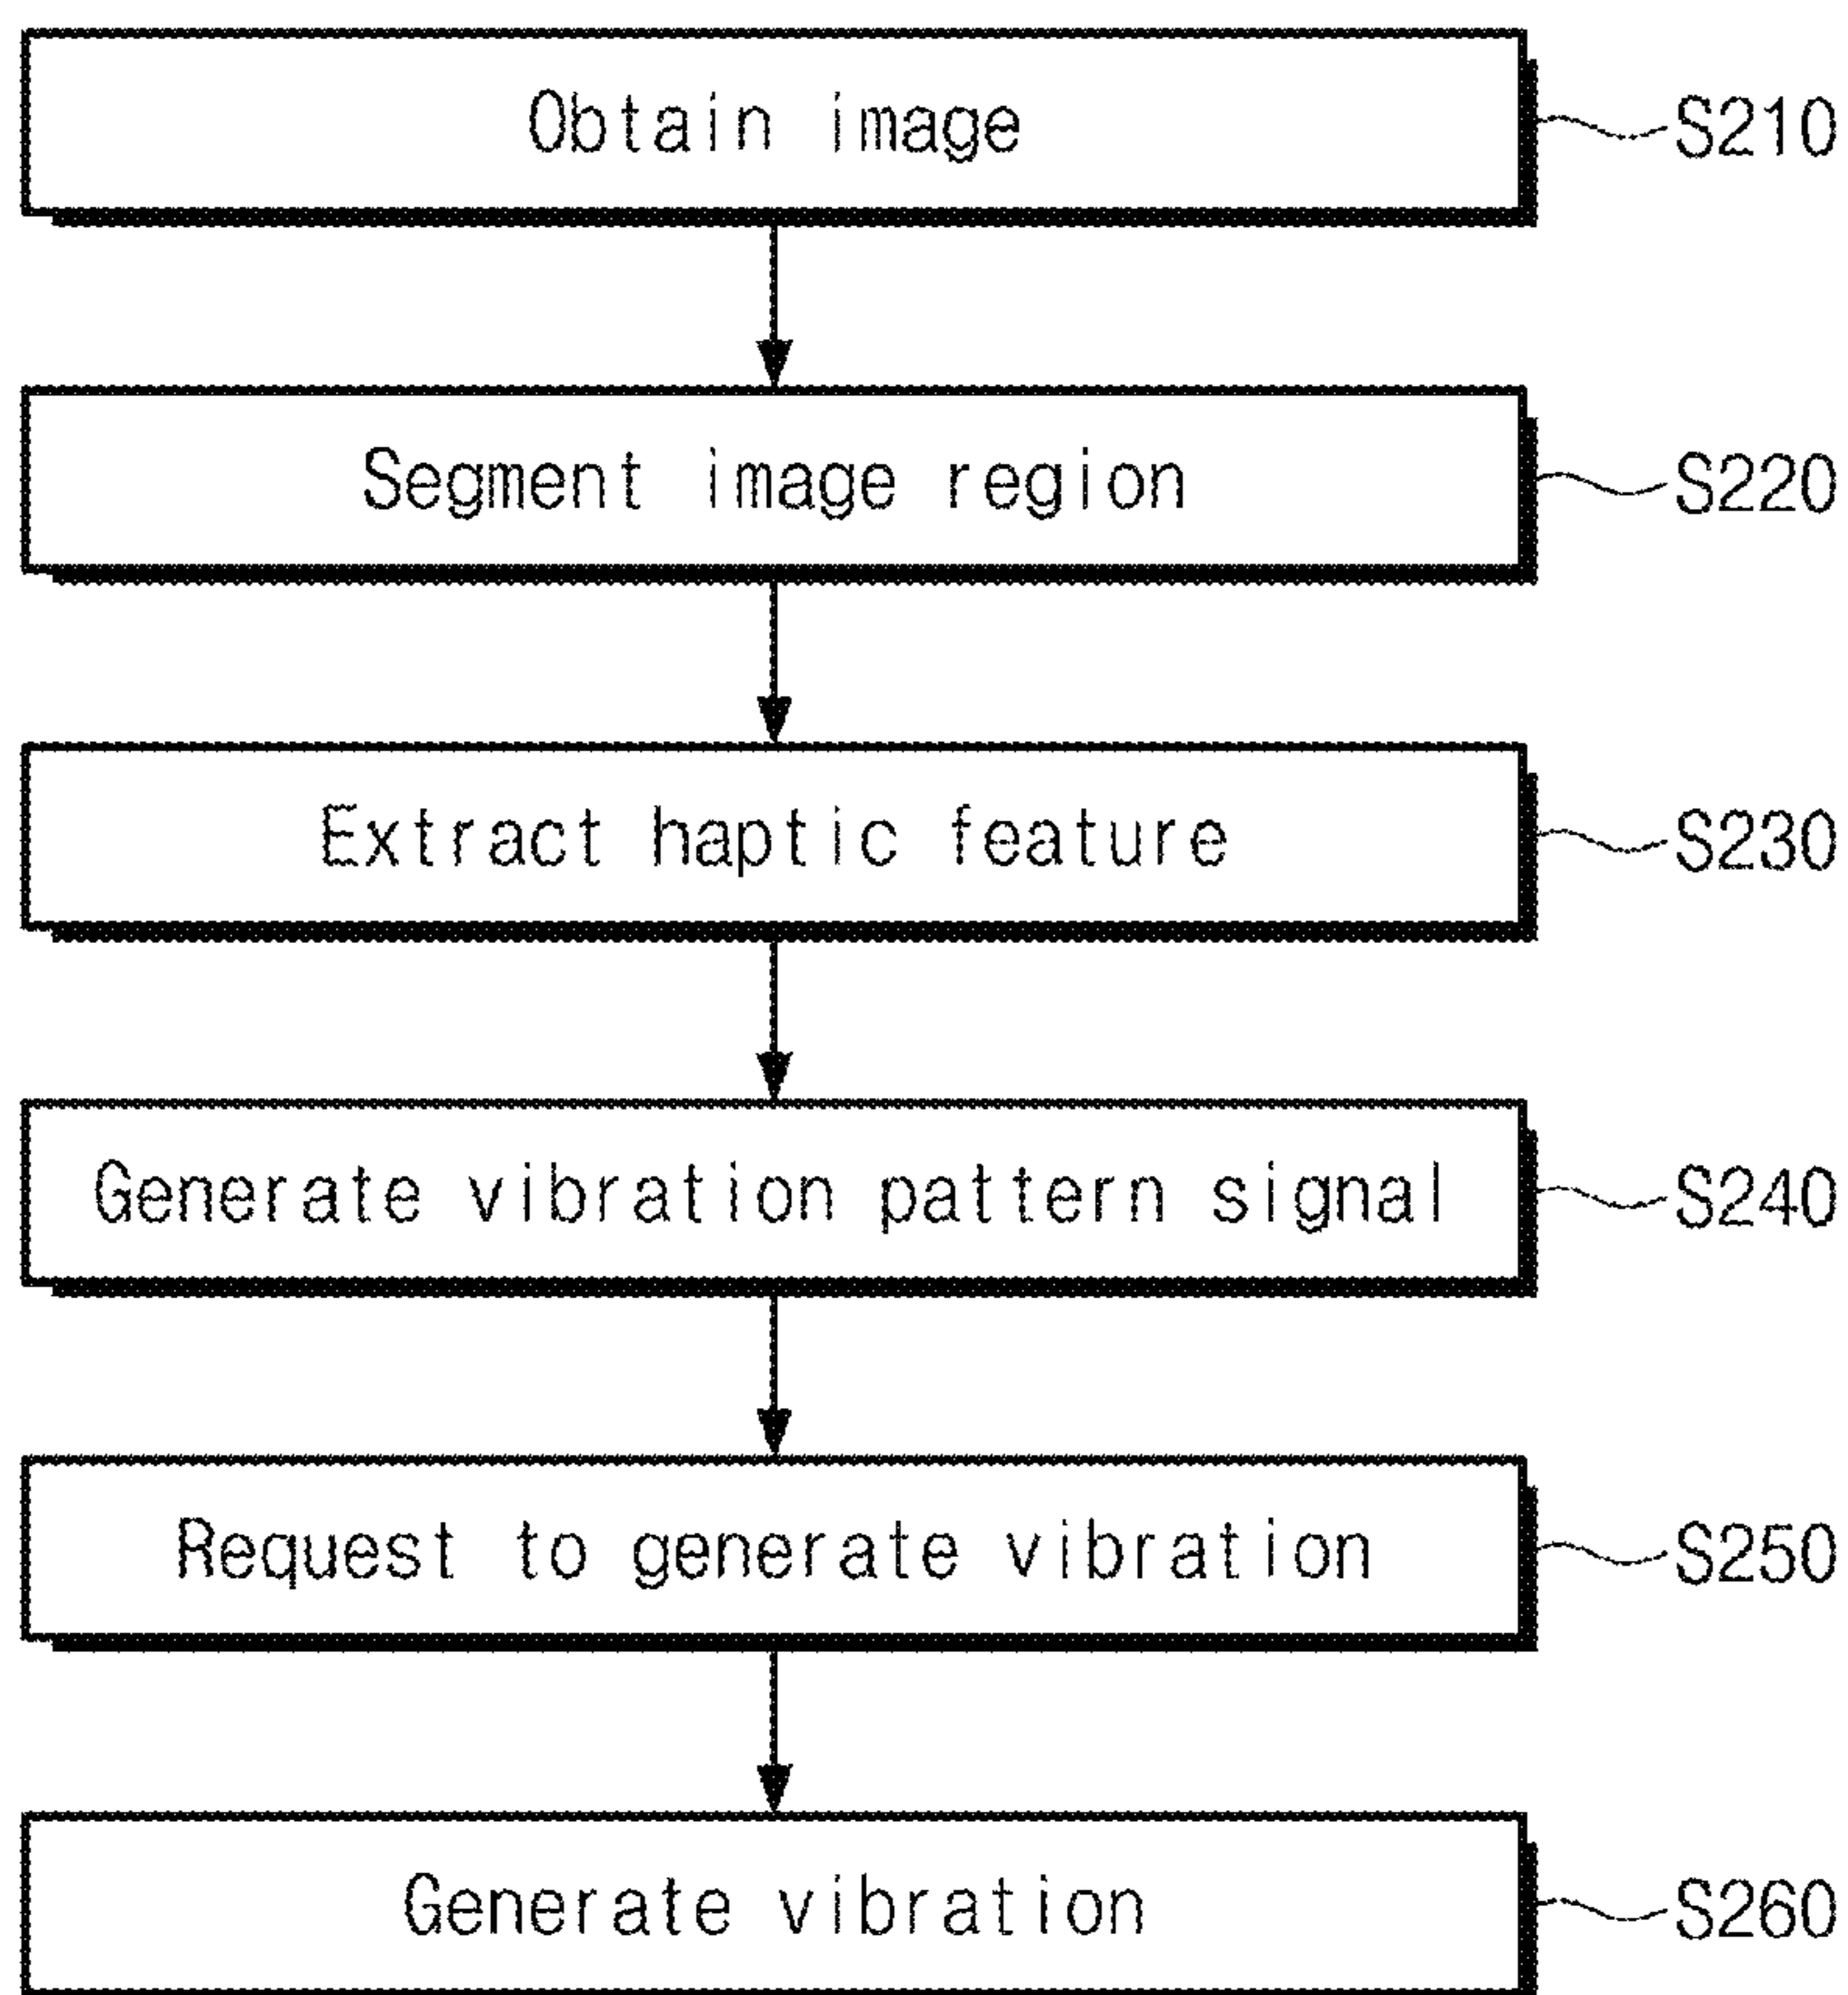 Obtain image
S210
Segment image region
S220
Extract haptic feature
S230
Generate vibration pattern signal
S240
Request to generate vibration
S250
Generate vibration
S260